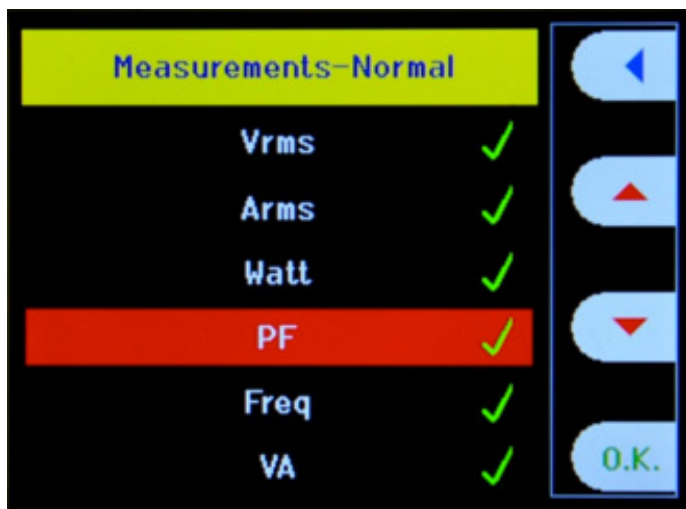 Measurements-Normal
Vrms
Arms
Watt
PF
Freq
VA
O.K.